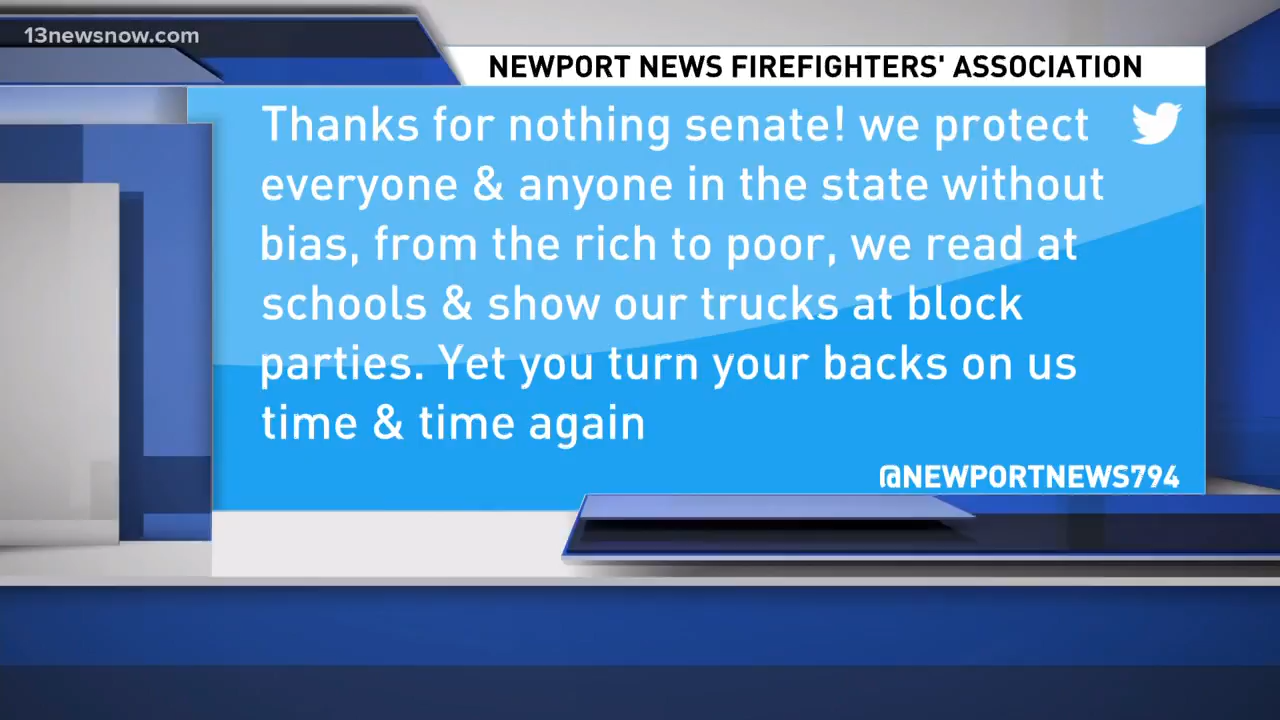 13newsnow.com
NEWPORT NEWS FIREFIGHTERS' ASSOCIATION
Thanks for nothing senate! we protect
everyone & anyone in the state without
bias, from the rich to poor, we read at
schools & show our trucks at block
parties. Yet you turn your backs on us
time & time again
@NEWPORTNEWS794